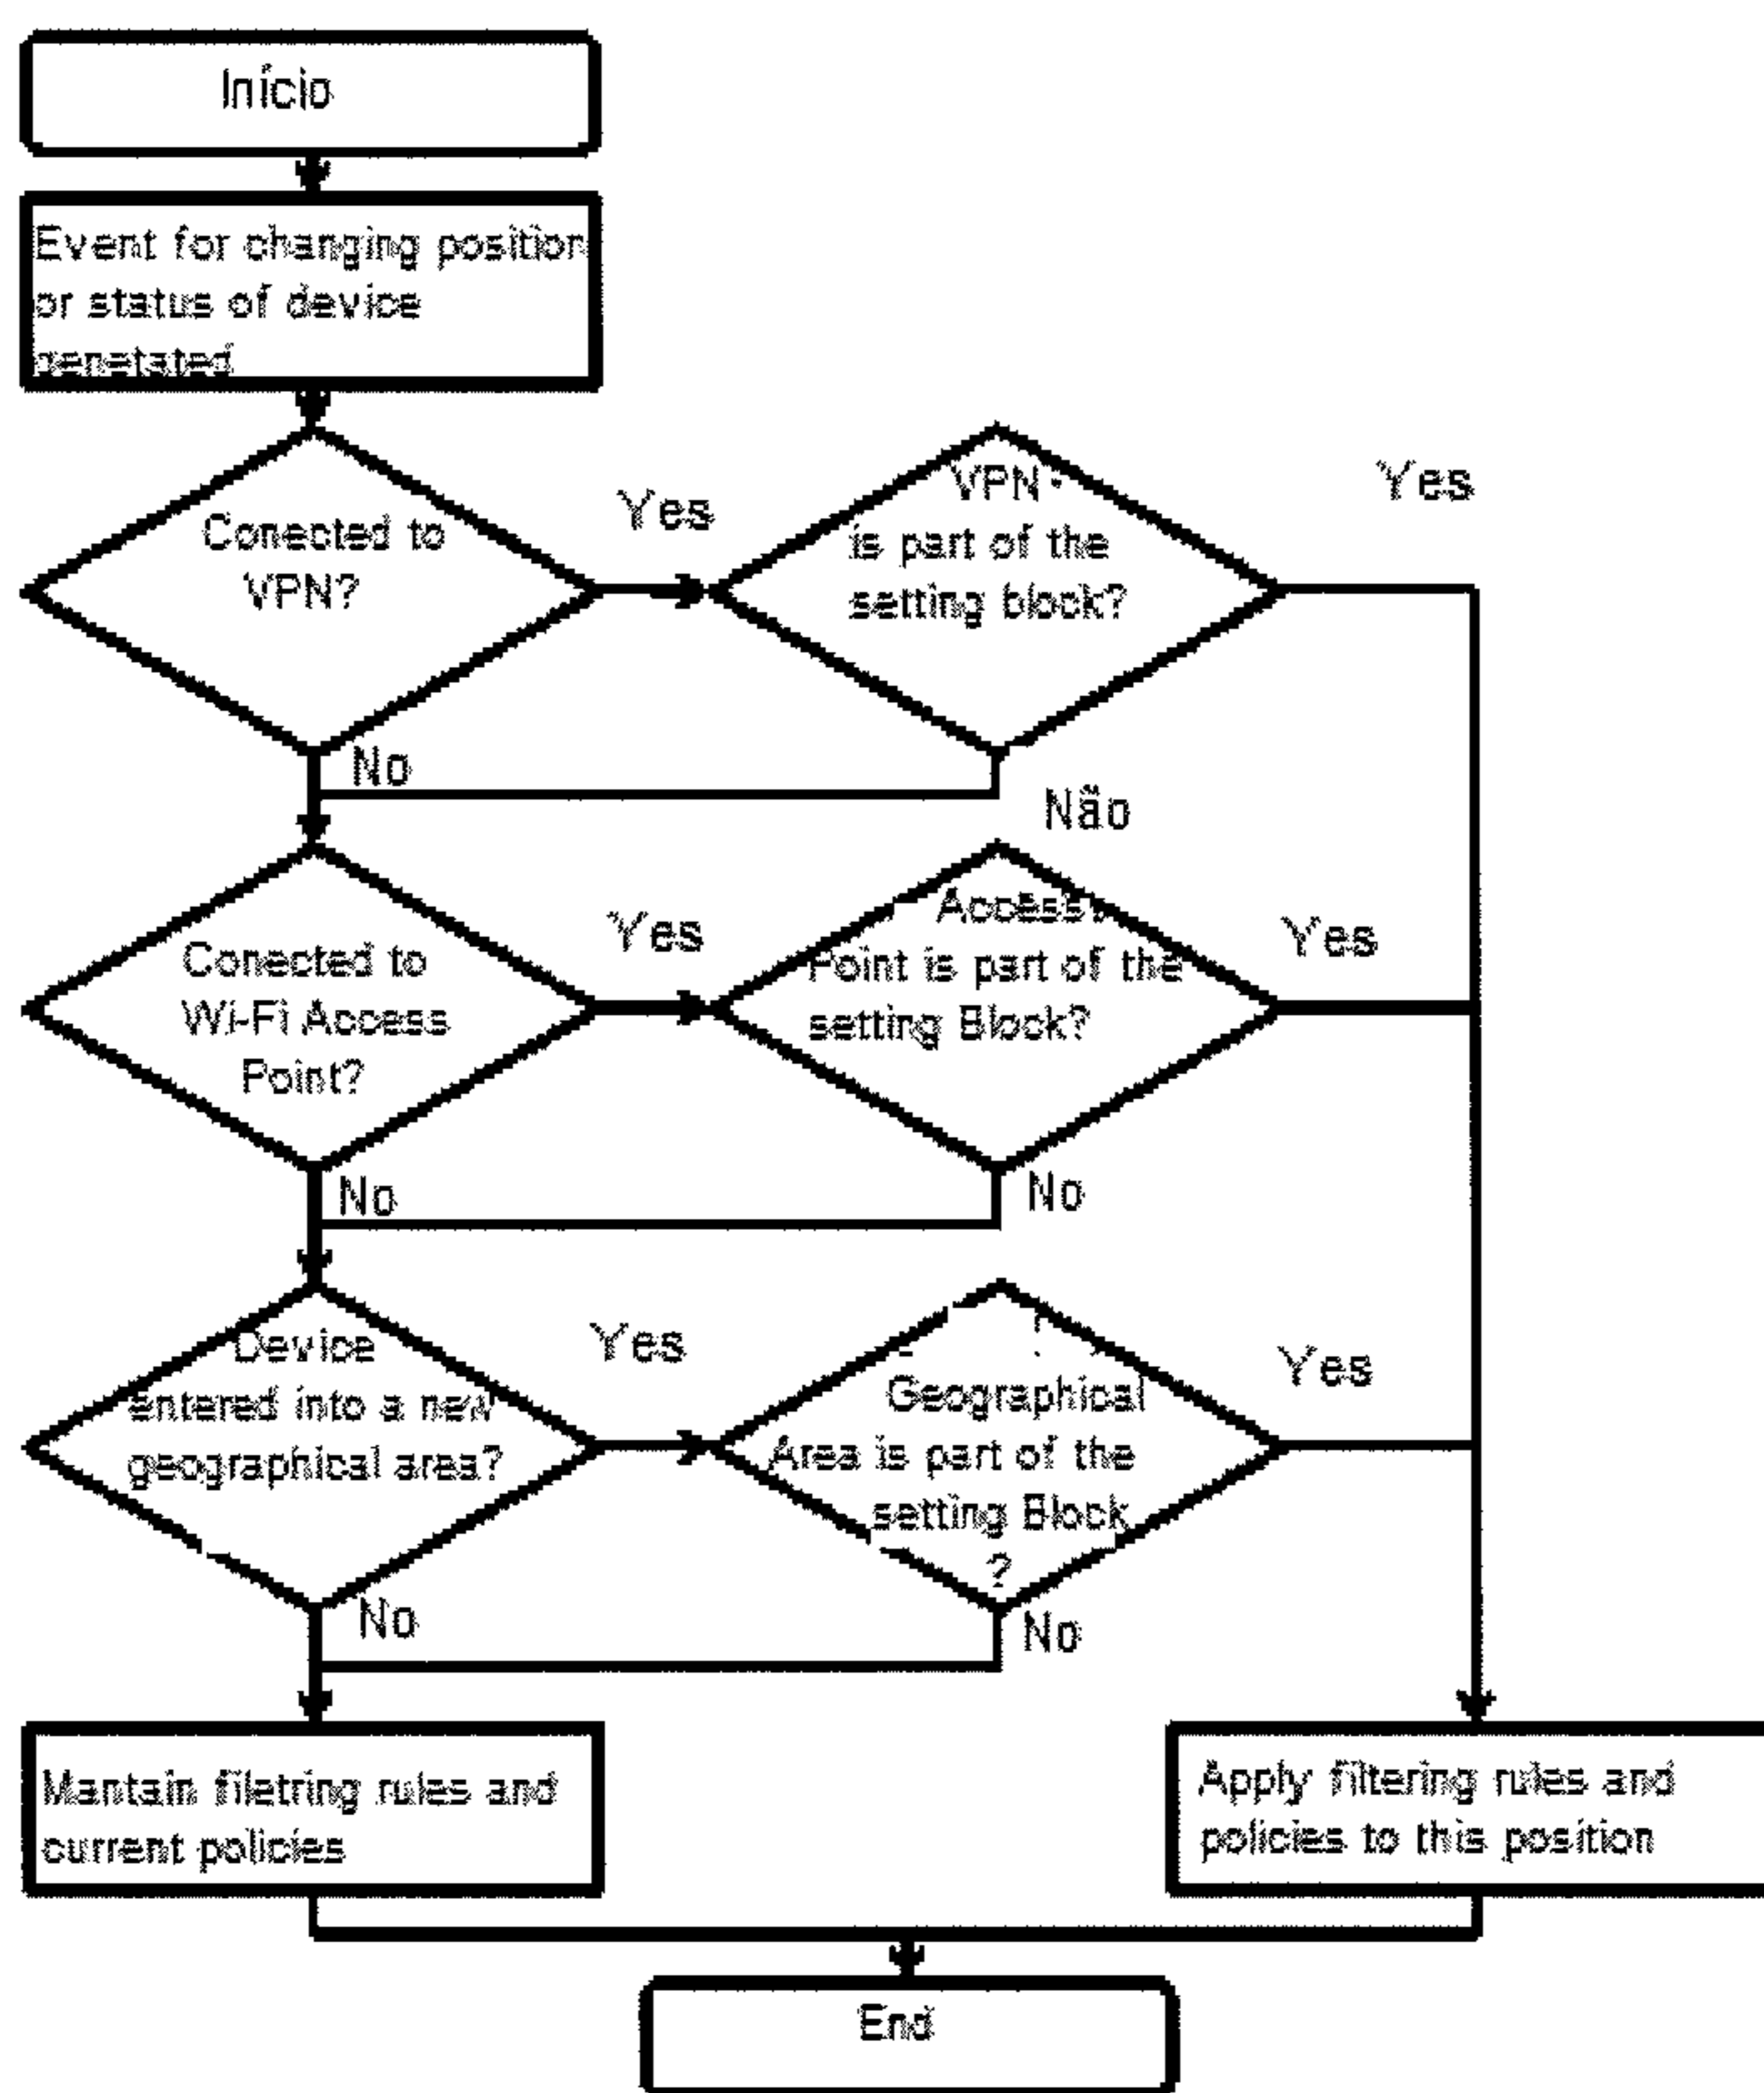 Início
Event for changing position
or status of device
genetated
Conected to
VPN?
Yes
VPN
is part of the
setting block?
Yes
No
Não
Conected to
Wi-Fi Access
Point?
Yes
Access
Point is part of the
setting Block?
Yes
No
No
Device
entered into a new
geographical area?
Yes
Geographical
Area is part of the
setting Block
?
Yes
No
No
Mantain filetring rules and
current policies
Apply filtering rules and
policies to this position
End